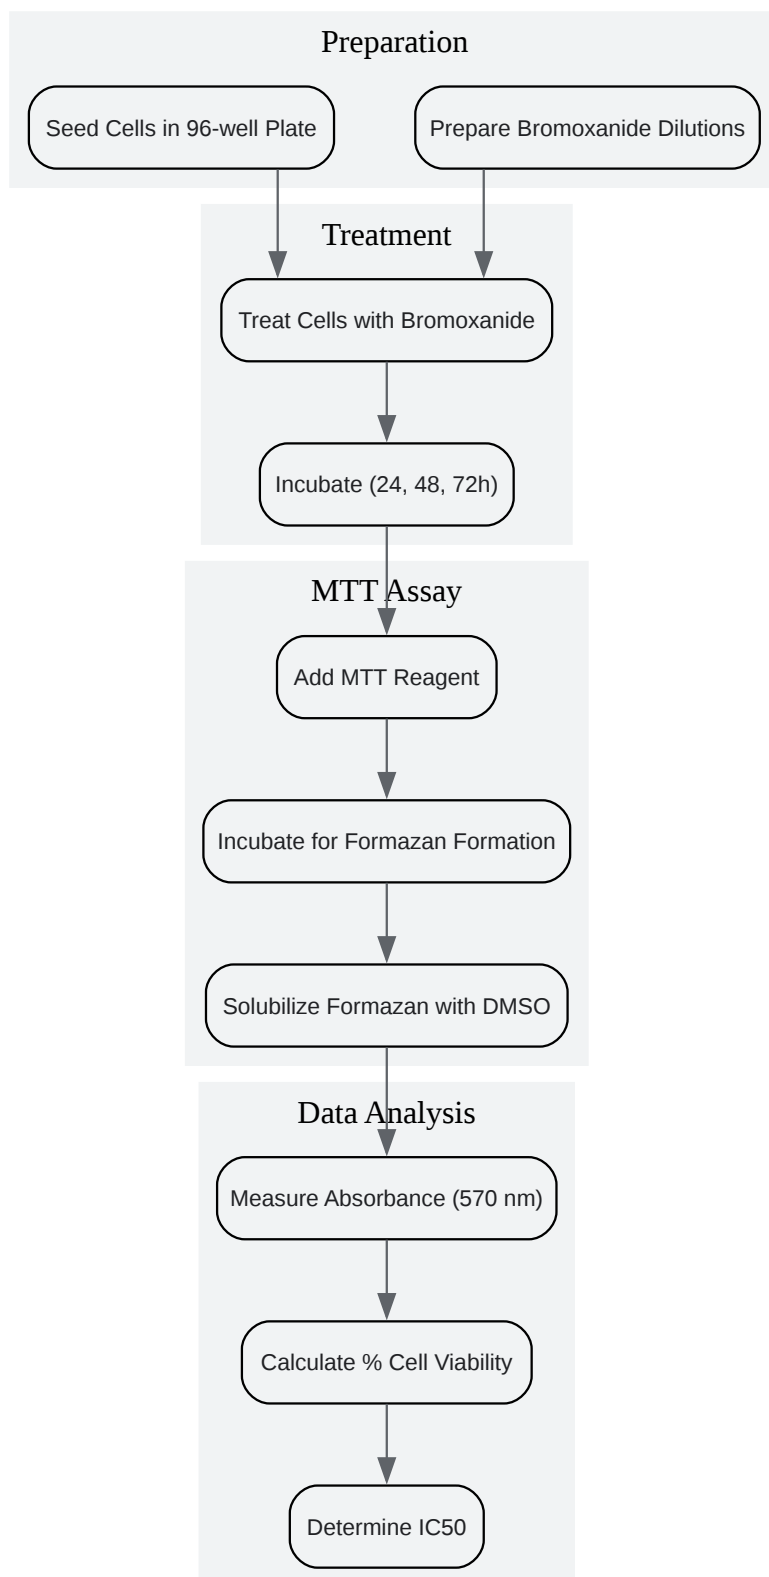 Preparation
Seed Cells in 96-well Plate
Prepare Bromoxanide Dilutions
Treatment
Treat Cells with Bromoxanide
Incubate (24, 48, 72h)
MTT Assay
Add MTT Reagent
Incubate for Formazan Formation
Solubilize Formazan with DMSO
Data Analysis
Measure Absorbance (570 nm)
Calculate % Cell Viability
Determine IC50